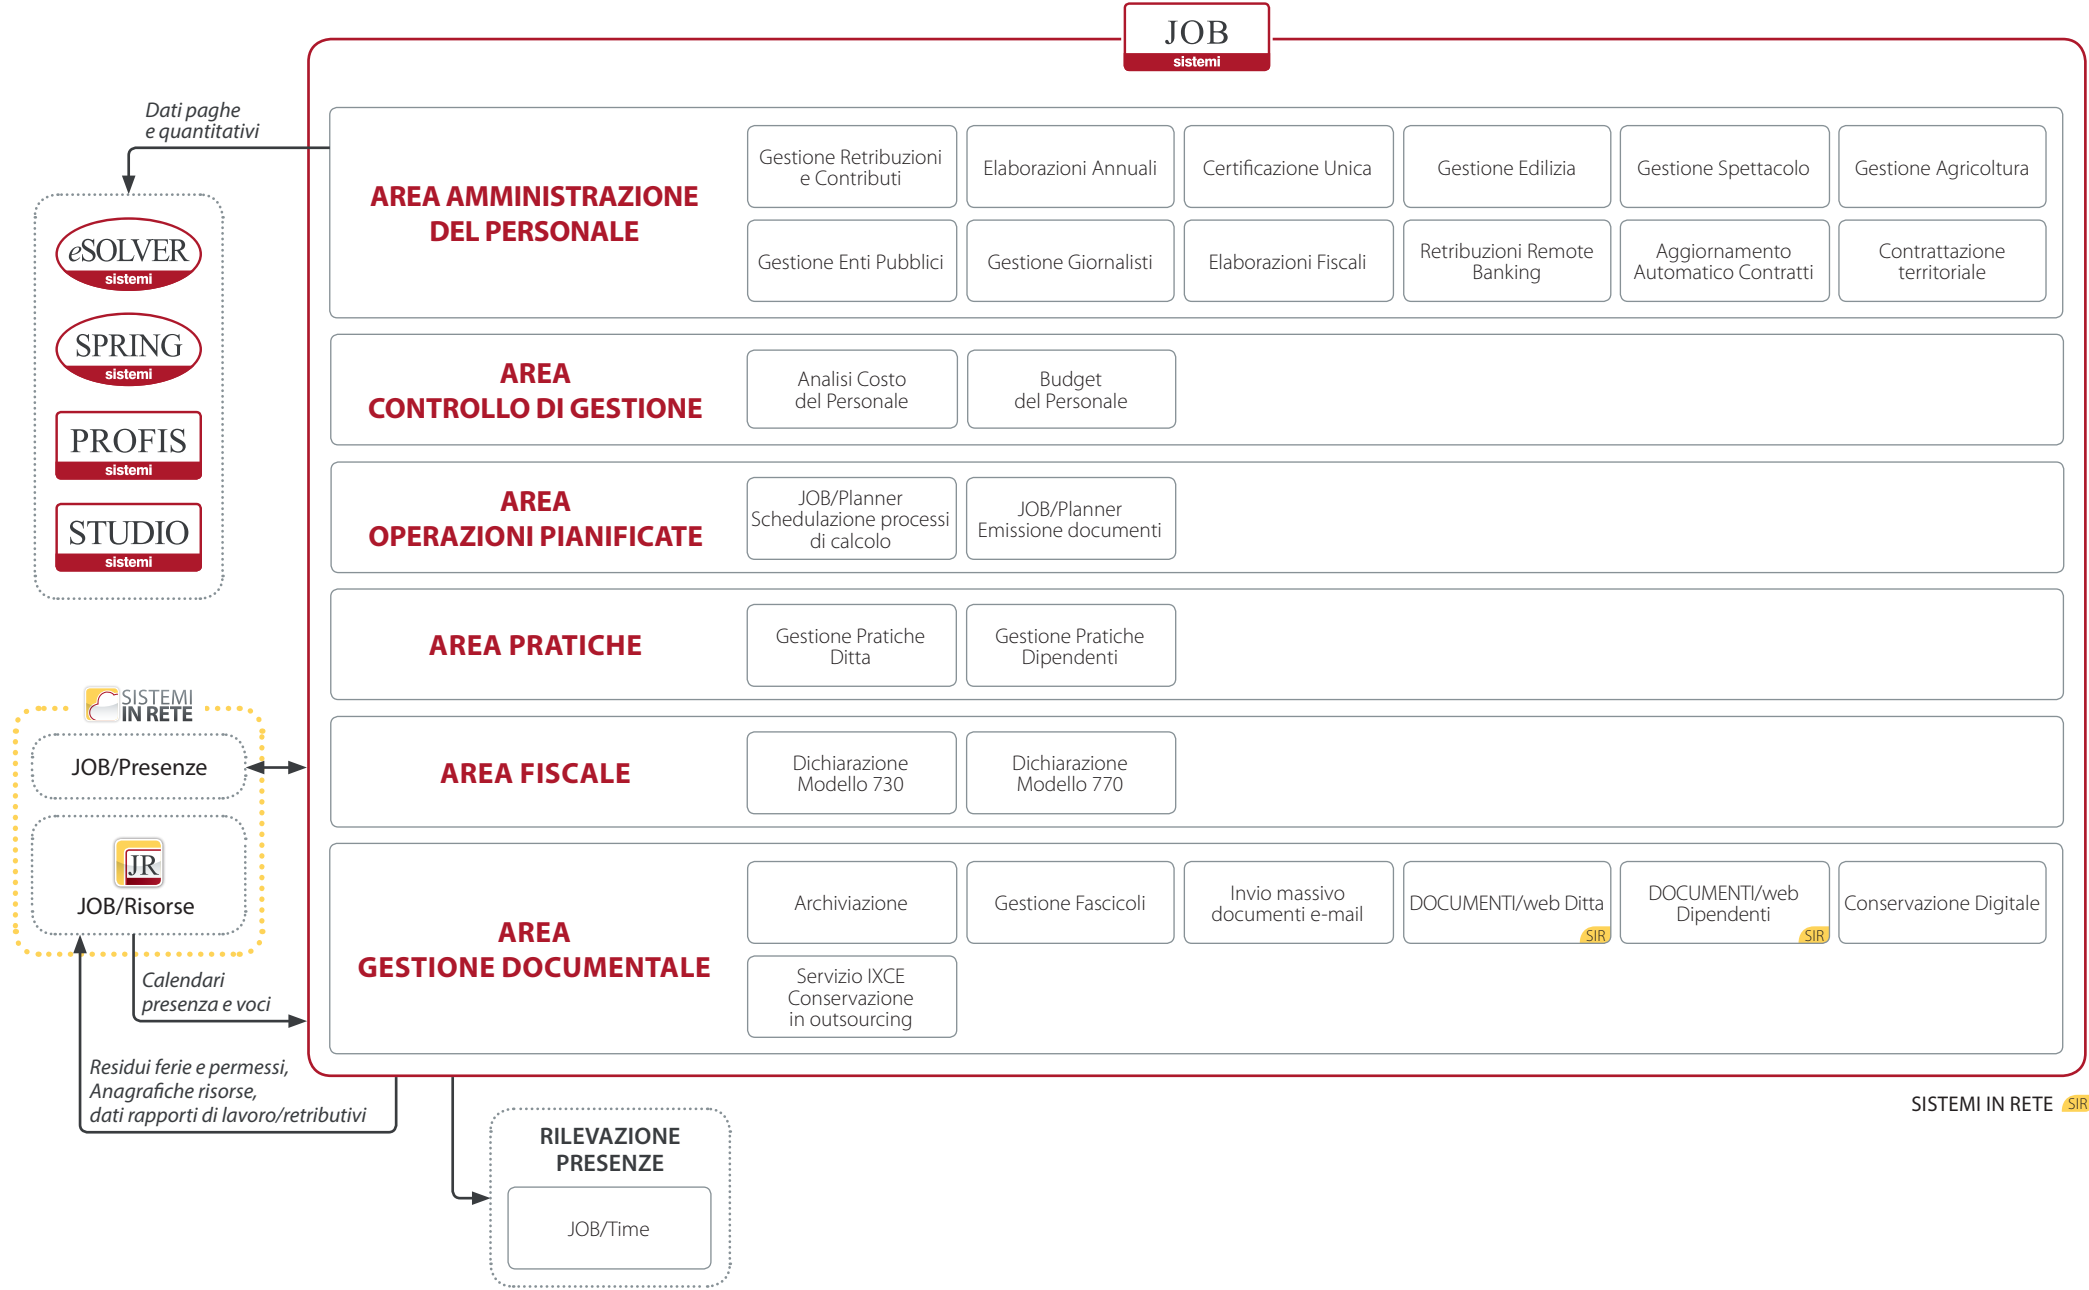 JOB
sistemi
Dati paghe
e quantitativi
eSOLVER
sistemi
SPRING
sistemi
PROFIS
sistemi
STUDIO
sistemi
AREA AMMINISTRAZIONE
DEL PERSONALE
Gestione Retribuzioni
e Contributi
Elaborazioni Annuali
Certificazione Unica
Gestione Edilizia
Gestione Spettacolo
Gestione Agricoltura
Gestione Enti Pubblici
Gestione Giornalisti
Elaborazioni Fiscali
Retribuzioni Remote
Banking
Aggiornamento
Automatico Contratti
Contrattazione
territoriale
AREA
CONTROLLO DI GESTIONE
Analisi Costo
del Personale
Budget
del Personale
AREA
OPERAZIONI PIANIFICATE
JOB/Planner
Schedulazione processi
di calcolo
JOB/Planner
Emissione documenti
AREA PRATICHE
Gestione Pratiche
Ditta
Gestione Pratiche
Dipendenti
AREA FISCALE
Dichiarazione
Modello 730
Dichiarazione
Modello 770
AREA
GESTIONE DOCUMENTALE
Archiviazione
Gestione Fascicoli
Invio massivo
documenti e-mail
DOCUMENTI/web Ditta
SIR
DOCUMENTI/web
Dipendenti
SIR
Conservazione Digitale
Servizio IXCE
Conservazione
in outsourcing
SISTEMI
IN RETE
JOB/Presenze
JR
JOB/Risorse
Calendari
presenza e voci
Residui ferie e permessi,
Anagrafiche risorse,
dati rapporti di lavoro/retributivi
RILEVAZIONE
PRESENZE
JOB/Time
SISTEMI IN RETE SIR